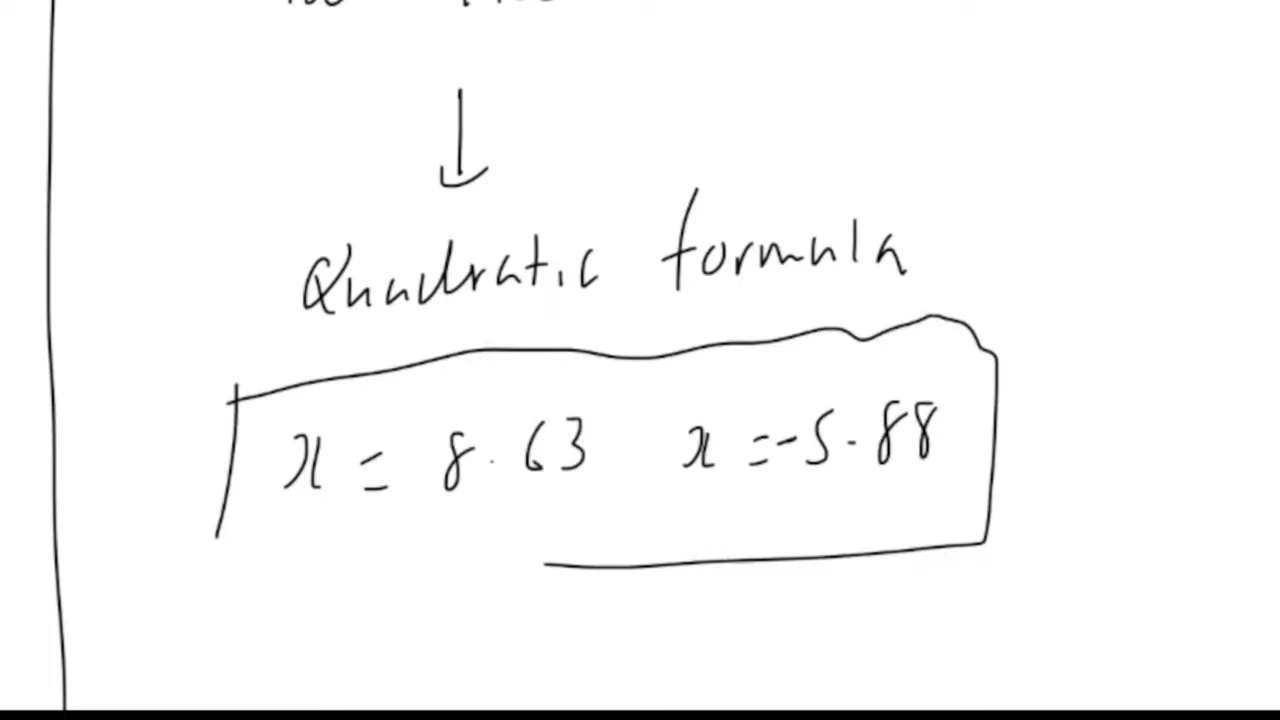 Quadratic formula
x = 8.63 x = -5.88